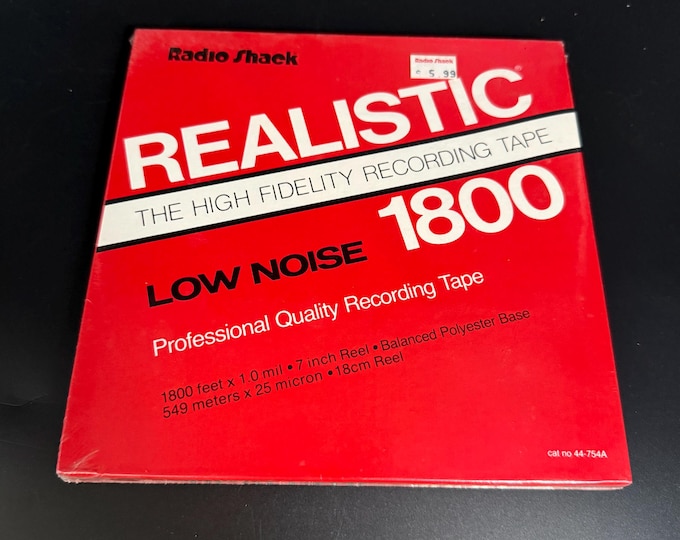 Radio Shack
Radio Shack
$ 5.99
REALISTIC®
THE HIGH FIDELITY RECORDING TAPE
1800
LOW NOISE
Professional Quality Recording Tape
1800 feet x 1.0 mil • 7 inch Reel • Balanced Polyester Base
549 meters x 25 micron • 18cm Reel
cat no 44-754A